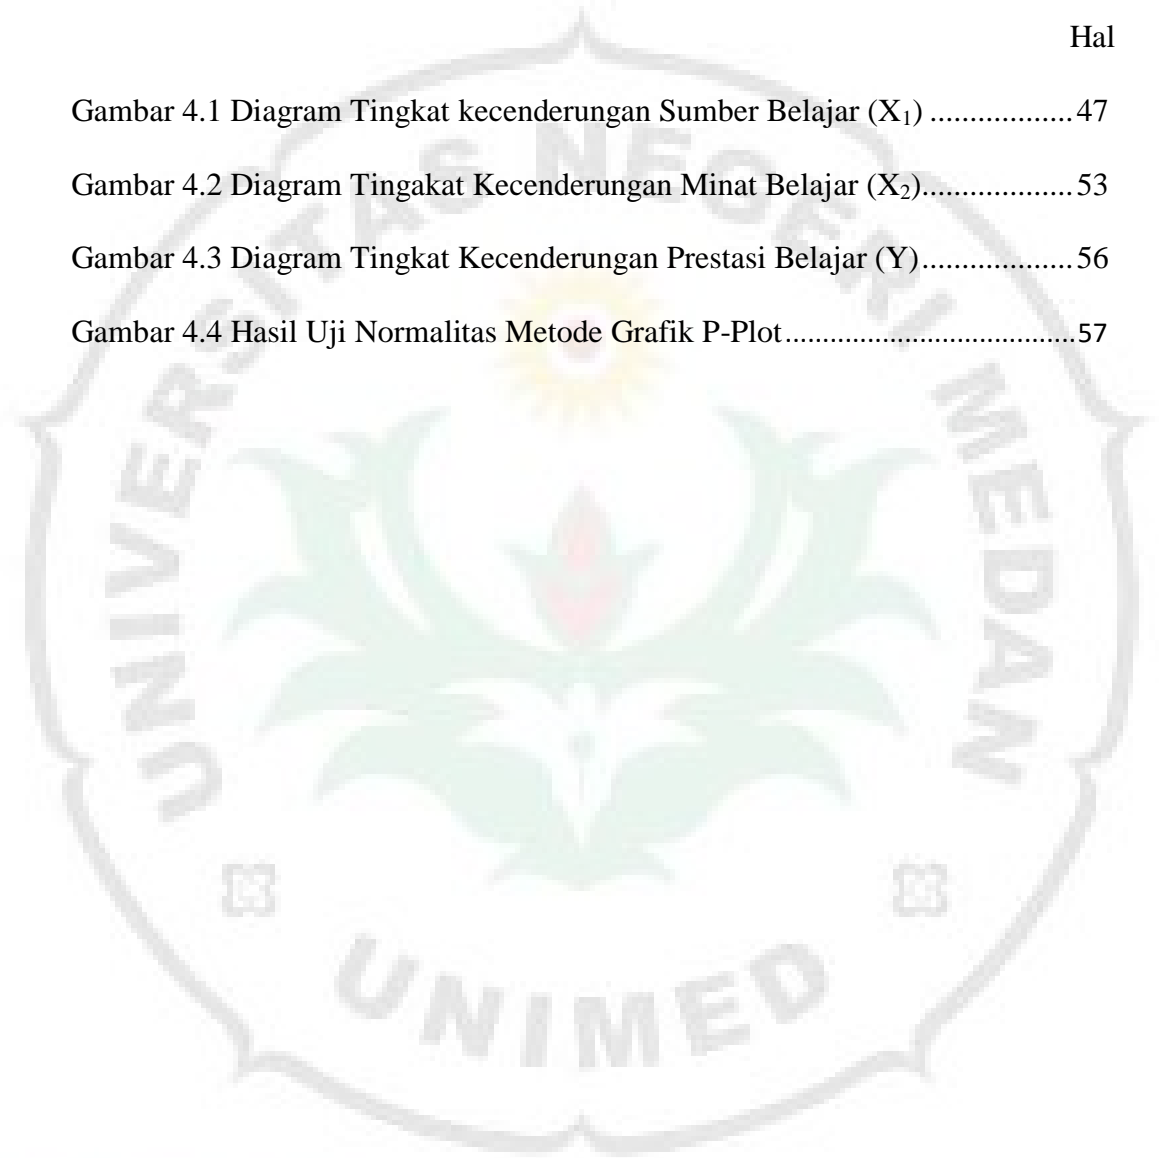 Hal
Gambar 4.1 Diagram Tingkat kecenderungan Sumber Belajar (X₁) ..................47
Gambar 4.2 Diagram Tingakat Kecenderungan Minat Belajar (X₂)...................53
Gambar 4.3 Diagram Tingkat Kecenderungan Prestasi Belajar (Y)...................56
Gambar 4.4 Hasil Uji Normalitas Metode Grafik P-Plot....................................57
UNIVERSITAS NEGERI MEDAN
UNIMED